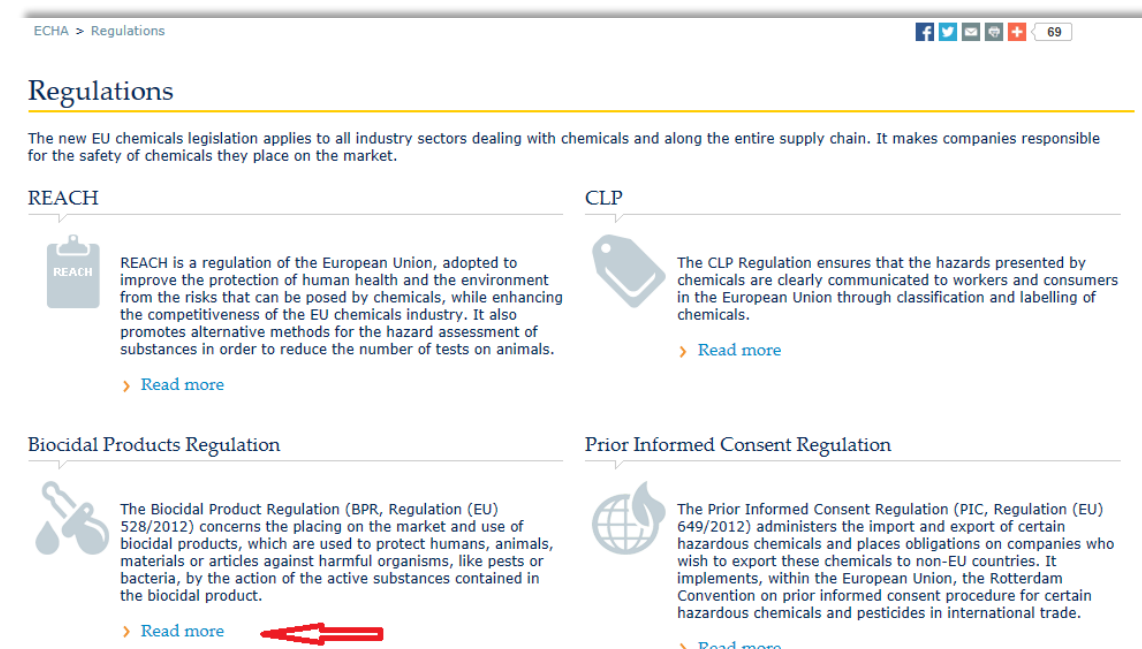 ECHA > Regulations
69
Regulations
The new EU chemicals legislation applies to all industry sectors dealing with chemicals and along the entire supply chain. It makes companies responsible
for the safety of chemicals they place on the market.
REACH
REACH
REACH is a regulation of the European Union, adopted to
improve the protection of human health and the environment
from the risks that can be posed by chemicals, while enhancing
the competitiveness of the EU chemicals industry. It also
promotes alternative methods for the hazard assessment of
substances in order to reduce the number of tests on animals.
Read more
CLP
The CLP Regulation ensures that the hazards presented by
chemicals are clearly communicated to workers and consumers
in the European Union through classification and labelling of
chemicals.
Read more
Biocidal Products Regulation
The Biocidal Product Regulation (BPR, Regulation (EU)
528/2012) concerns the placing on the market and use of
biocidal products, which are used to protect humans, animals,
materials or articles against harmful organisms, like pests or
bacteria, by the action of the active substances contained in
the biocidal product.
Read more
Prior Informed Consent Regulation
The Prior Informed Consent Regulation (PIC, Regulation (EU)
649/2012) administers the import and export of certain
hazardous chemicals and places obligations on companies who
wish to export these chemicals to non-EU countries. It
implements, within the European Union, the Rotterdam
Convention on prior informed consent procedure for certain
hazardous chemicals and pesticides in international trade.
Read more